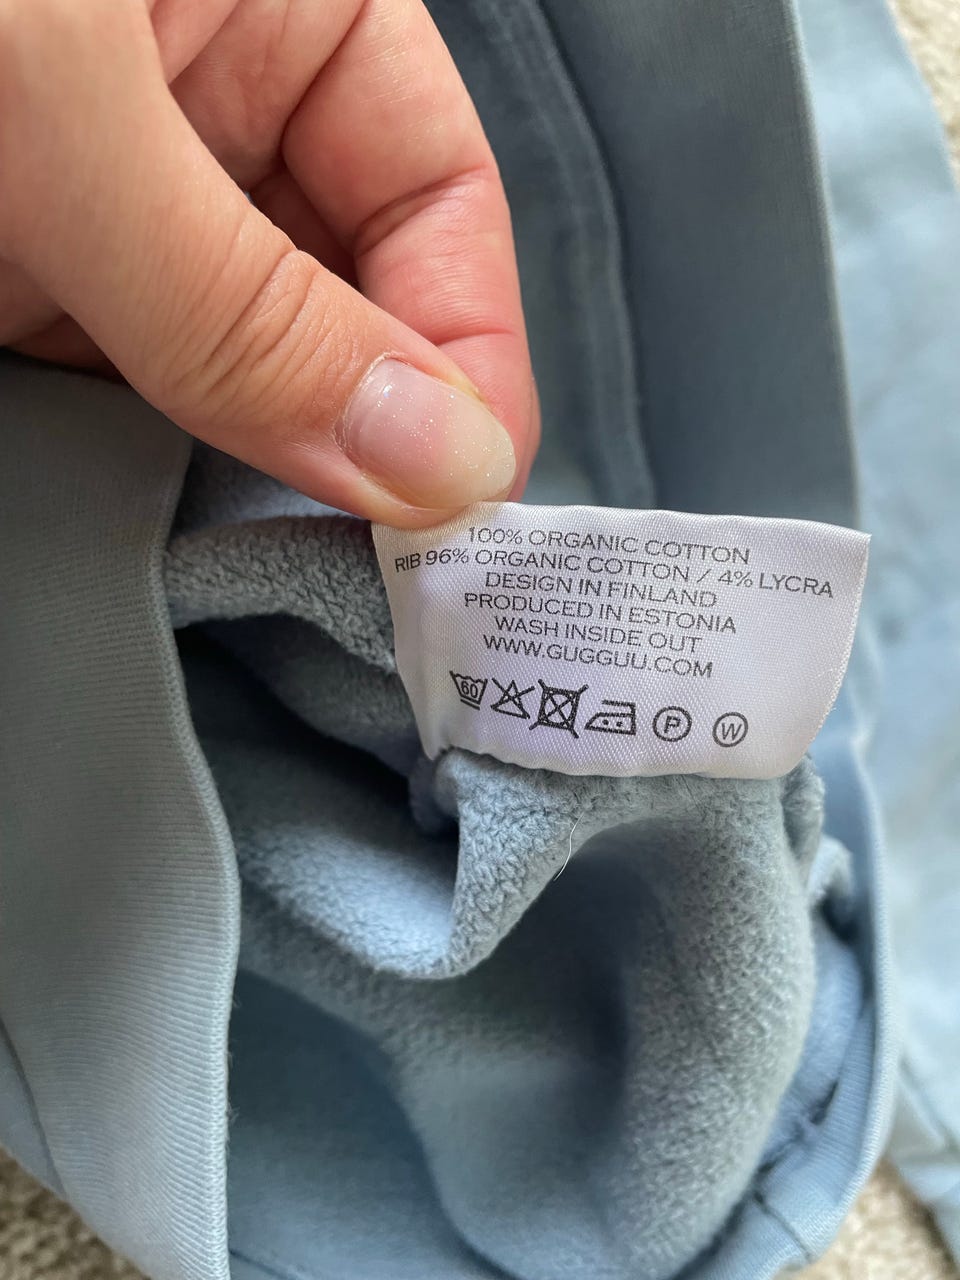 100% ORGANIC COTTON
RIB 96% ORGANIC COTTON / 4% LYCRA
DESIGN IN FINLAND
PRODUCED IN ESTONIA
WASH INSIDE OUT
WWW.GUGGUU.COM
60 P W